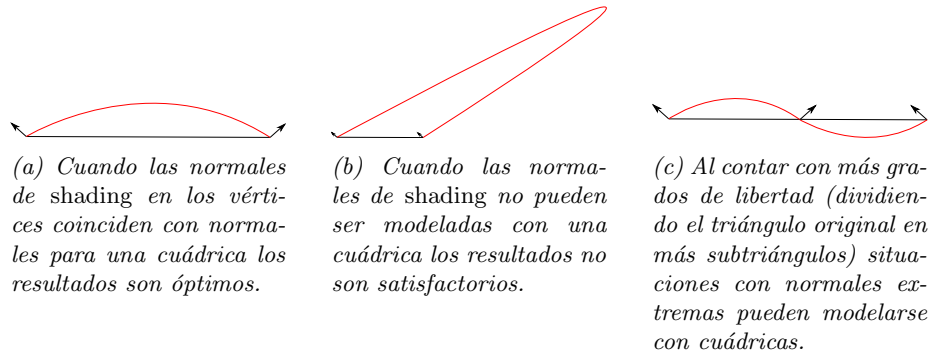 (a) Cuando las normales
de shading en los vérti-
ces coinciden con norma-
les para una cuádrica los
resultados son óptimos.
(b) Cuando las norma-
les de shading no pueden
ser modeladas con una
cuádrica los resultados no
son satisfactorios.
(c) Al contar con más gra-
dos de libertad (dividien-
do el triángulo original en
más subtriángulos) situa-
ciones con normales ex-
tremas pueden modelarse
con cuádricas.